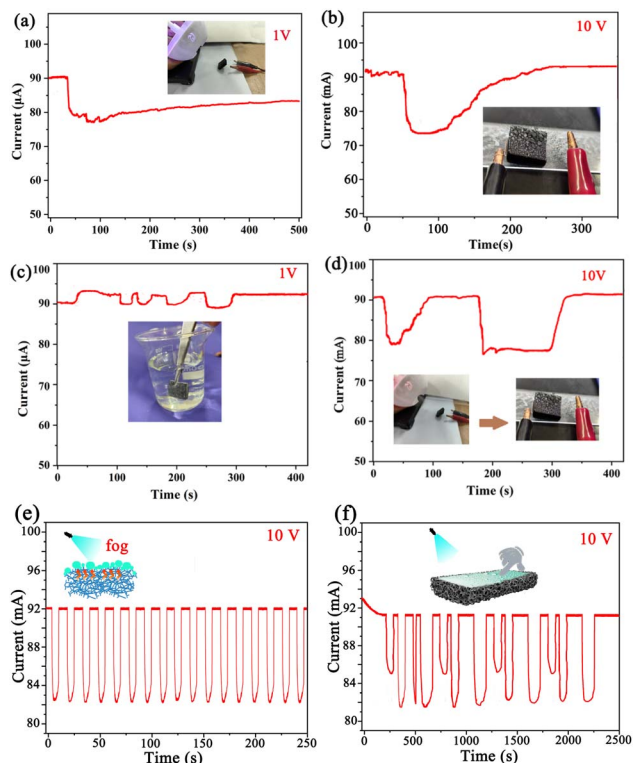 (a)
1V
Current (μA)
100
90
80
70
60
50
0 100 200 300 400 500
Time (s)
(b)
10 V
Current (mA)
100
90
80
70
60
50
0 100 200 300
Time(s)
(c)
1V
Current (μA)
100
90
80
70
60
50
0 100 200 300 400
Time (s)
(d)
10V
Current (mA)
100
90
80
70
60
50
0 100 200 300 400
Time (s)
(e)
fog
10 V
Current (mA)
100
96
92
88
84
80
0 50 100 150 200 250
Time (s)
(f)
10 V
Current (mA)
100
96
92
88
84
80
0 500 1000 1500 2000 2500
Time (s)